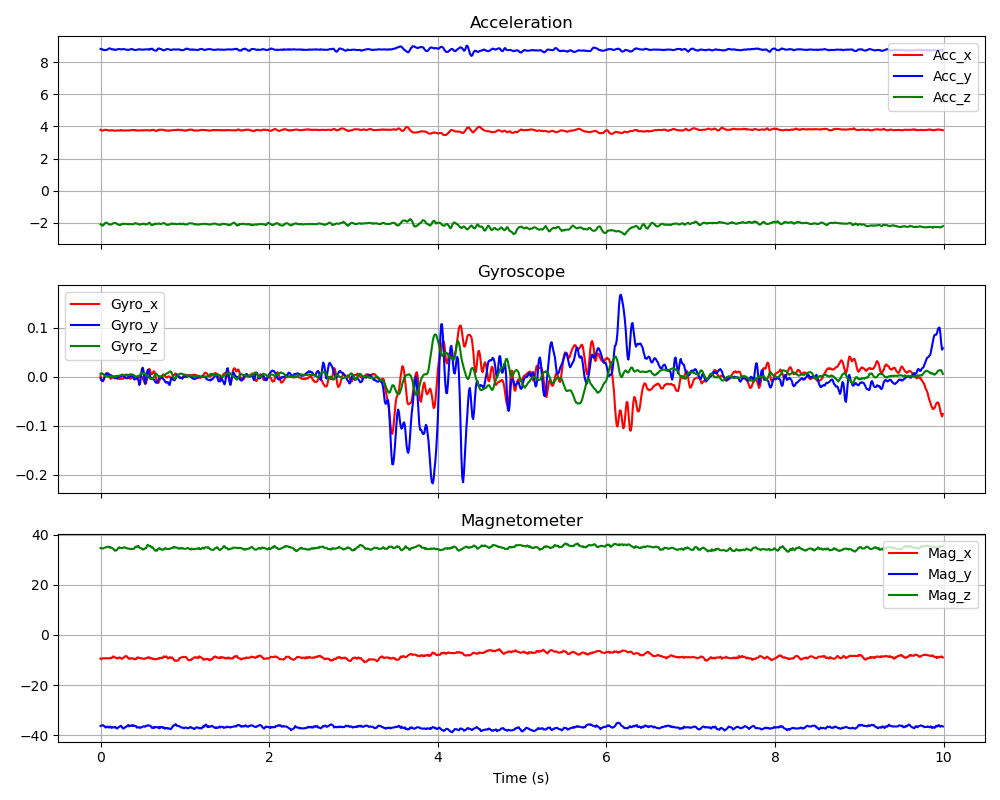 Acceleration
8
6
4
2
0
−2
Acc_x
Acc_y
Acc_z
Gyroscope
0.1
0.0
−0.1
−0.2
Gyro_x
Gyro_y
Gyro_z
Magnetometer
40
20
0
−20
−40
Mag_x
Mag_y
Mag_z
0 2 4 6 8 10
Time (s)